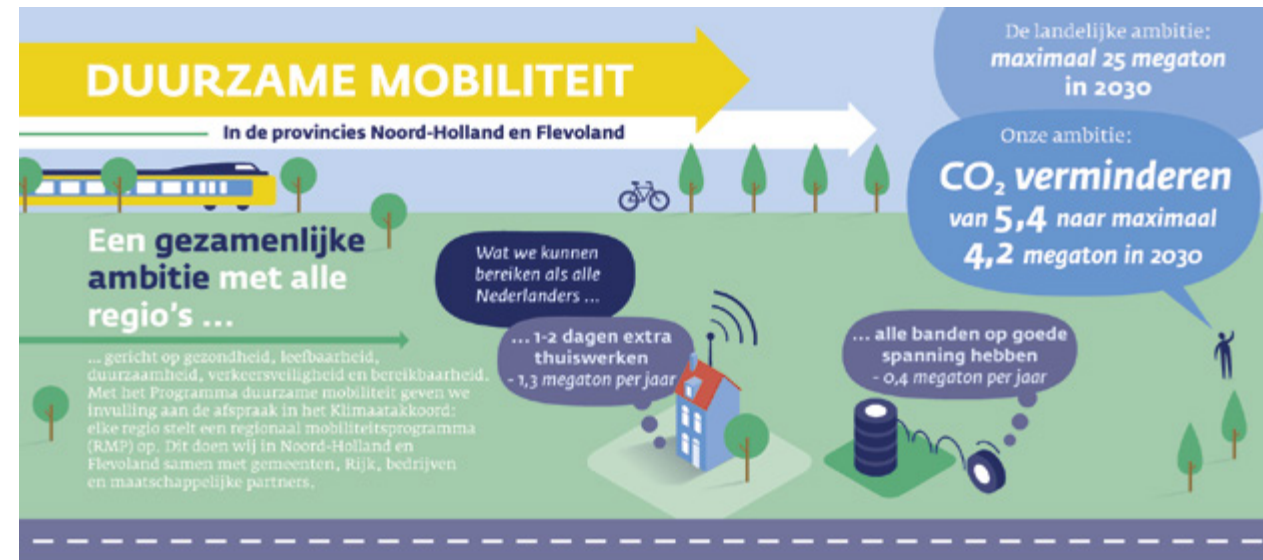 DUURZAME MOBILITEIT
In de provincies Noord-Holland en Flevoland
De landelijke ambitie:
maximaal 25 megaton
in 2030
Onze ambitie:
CO₂ verminderen
van 5,4 naar maximaal
4,2 megaton in 2030
Een gezamenlijke
ambitie met alle
regio's ...
... gericht op gezondheid, leefbaarheid,
duurzaamheid, verkeersveiligheid en bereikbaarheid.
Met het Programma duurzame mobiliteit geven we
invulling aan de afspraak in het Klimaatakkoord:
elke regio stelt een regionaal mobiliteitsprogramma
(RMP) op. Dit doen wij in Noord-Holland en
Flevoland samen met gemeenten, Rijk, bedrijven
en maatschappelijke partners.
Wat we kunnen
bereiken als alle
Nederlanders ...
... 1-2 dagen extra
thuiswerken
- 1,3 megaton per jaar
... alle banden op goede
spanning hebben
- 0,4 megaton per jaar